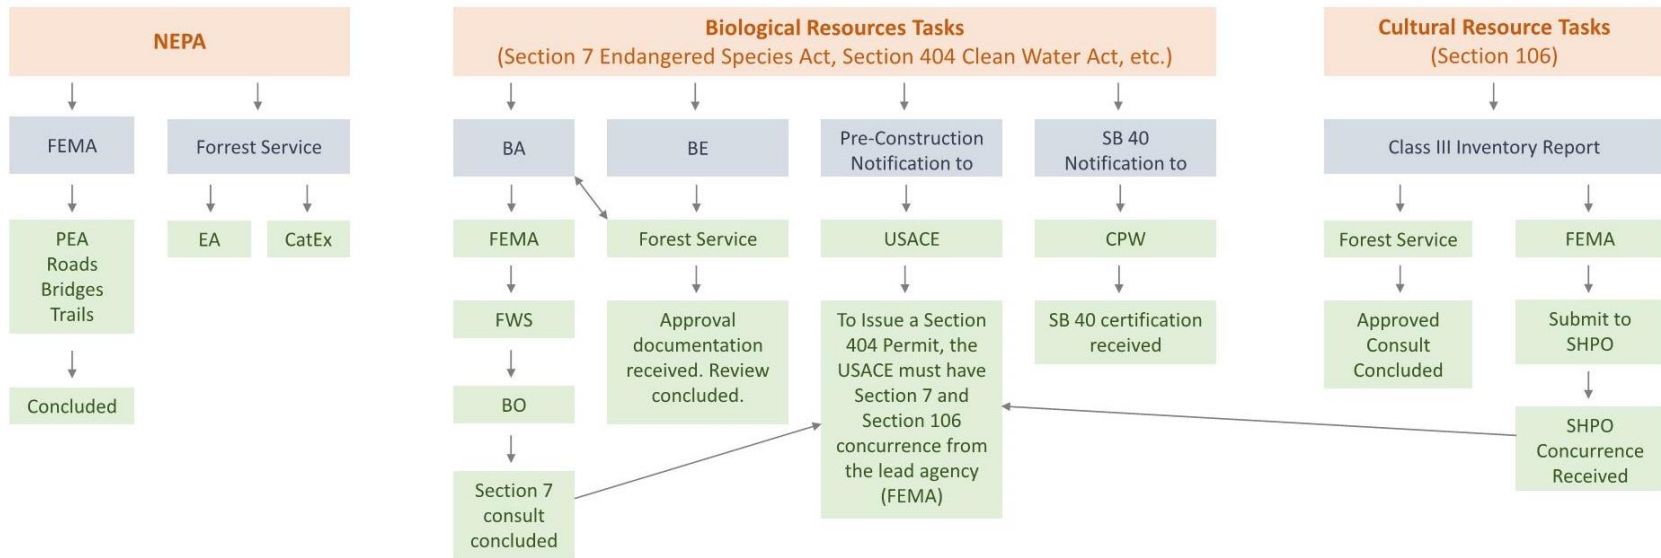 NEPA
FEMA
PEA
Roads
Bridges
Trails
Concluded
Forrest Service
EA
CatEx
Biological Resources Tasks
(Section 7 Endangered Species Act, Section 404 Clean Water Act, etc.)
BA
FEMA
FWS
BO
Section 7
consult
concluded
BE
Forest Service
Approval
documentation
received. Review
concluded.
Pre-Construction
Notification to
USACE
To Issue a Section
404 Permit, the
USACE must have
Section 7 and
Section 106
concurrence from
the lead agency
(FEMA)
SB 40
Notification to
CPW
SB 40 certification
received
Cultural Resource Tasks
(Section 106)
Class III Inventory Report
Forest Service
Approved
Consult
Concluded
FEMA
Submit to
SHPO
SHPO
Concurrence
Received